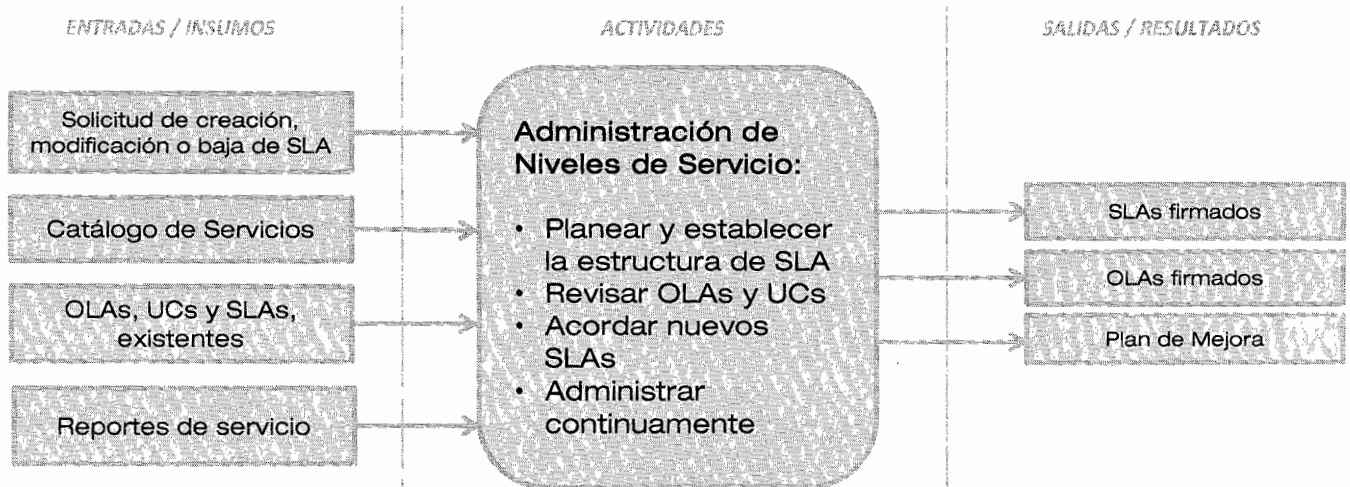 ENTRADAS / INSUMOS
ACTIVIDADES
SALIDAS / RESULTADOS
Solicitud de creación,
modificación o baja de SLA
Catálogo de Servicios
OLAs, UCs y SLAs,
existentes
Reportes de servicio
Administración de
Niveles de Servicio:
• Planear y establecer
la estructura de SLA
• Revisar OLAs y UCs
• Acordar nuevos
SLAs
• Administrar
continuamente
SLAs firmados
OLAs firmados
Plan de Mejora